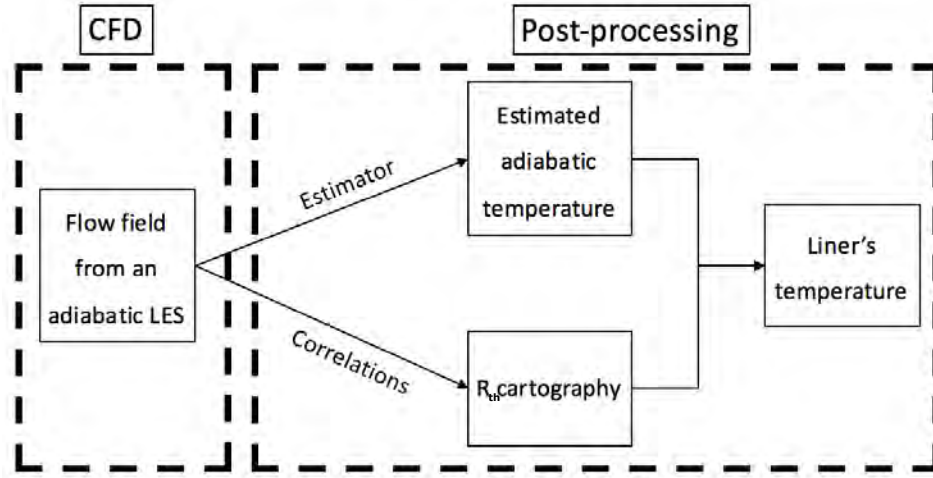 CFD
Post-processing
Flow field
from an
adiabatic LES
Estimator
Correlations
Estimated
adiabatic
temperature
Rth cartography
Liner's
temperature